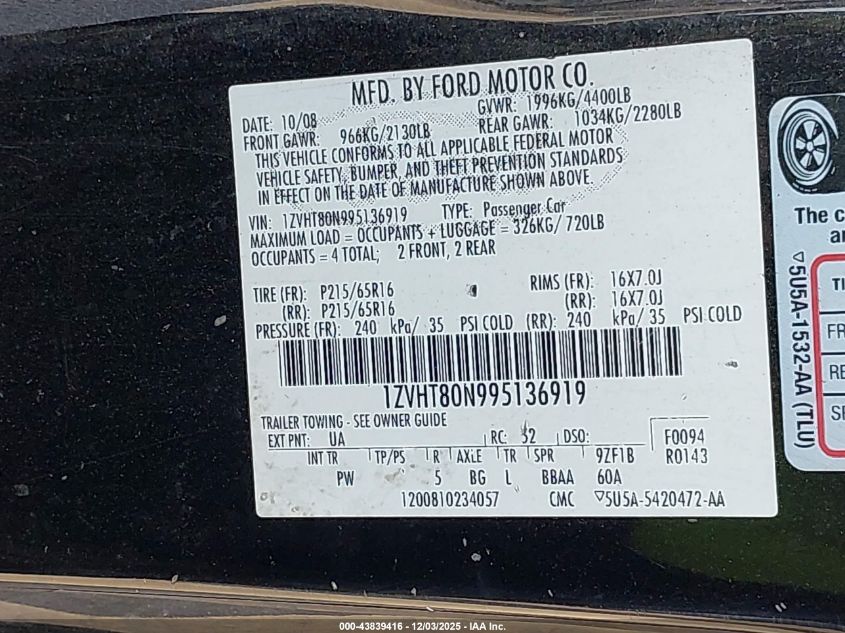 MFD. BY FORD MOTOR CO.
DATE: 10/08 GVWR: 1996KG/4400LB
FRONT GAWR: 966KG/2130LB REAR GAWR: 1034KG/2280LB
THIS VEHICLE CONFORMS TO ALL APPLICABLE FEDERAL MOTOR
VEHICLE SAFETY, BUMPER, AND THEFT PREVENTION STANDARDS
IN EFFECT ON THE DATE OF MANUFACTURE SHOWN ABOVE.
VIN: 1ZVHT80N995136919 TYPE: Passenger Car
MAXIMUM LOAD = OCCUPANTS + LUGGAGE = 326KG/ 720LB
OCCUPANTS = 4 TOTAL; 2 FRONT, 2 REAR
TIRE (FR): P215/65R16 RIMS (FR): 16X7.0J
(RR): P215/65R16 (RR): 16X7.0J
PRESSURE (FR): 240 kPa/ 35 PSI COLD (RR): 240 kPa/ 35 PSI COLD
1ZVHT80N995136919
TRAILER TOWING - SEE OWNER GUIDE
EXT PNT: UA RC: 32 DSO: F0094
INT TR TP/PS R AXLE TR SPR 9ZF1B R0143
PW 5 BG L BBAA 60A
1200810234057 CMC ▽5U5A-5420472-AA
The c
a
▽5U5A-1532-AA (TLU)
TI
FR
RE
000-43839416 - 12/03/2025 - IAA Inc.